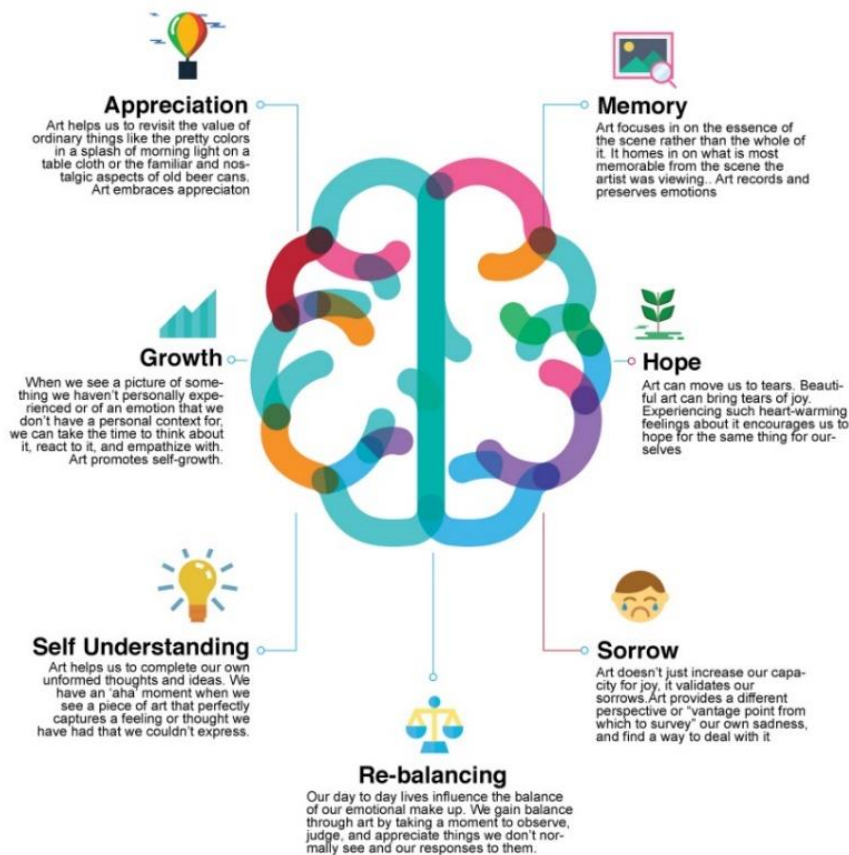 Appreciation
Art helps us to revisit the value of
ordinary things like the pretty colors
in a splash of morning light on a
table cloth or the familiar and nos-
talgic aspects of old beer cans.
Art embraces appreciaton
Memory
Art focuses in on the essence of
the scene rather than the whole of
it. It homes in on what is most
memorable from the scene the
artist was viewing.. Art records and
preserves emotions
Growth
When we see a picture of some-
thing we haven't personally expe-
rienced or of an emotion that we
don't have a personal context for,
we can take the time to think about
it, react to it, and empathize with.
Art promotes self-growth.
Hope
Art can move us to tears. Beauti-
ful art can bring tears of joy.
Experiencing such heart-warming
feelings about it encourages us to
hope for the same thing for our-
selves
Self Understanding
Art helps us to complete our own
unformed thoughts and ideas. We
have an 'aha' moment when we
see a piece of art that perfectly
captures a feeling or thought we
have had that we couldn't express.
Sorrow
Art doesn't just increase our capa-
city for joy, it validates our
sorrows.Art provides a different
perspective or "vantage point from
which to survey" our own sadness,
and find a way to deal with it
Re-balancing
Our day to day lives influence the balance
of our emotional make up. We gain balance
through art by taking a moment to observe,
judge, and appreciate things we don't nor-
mally see and our responses to them.